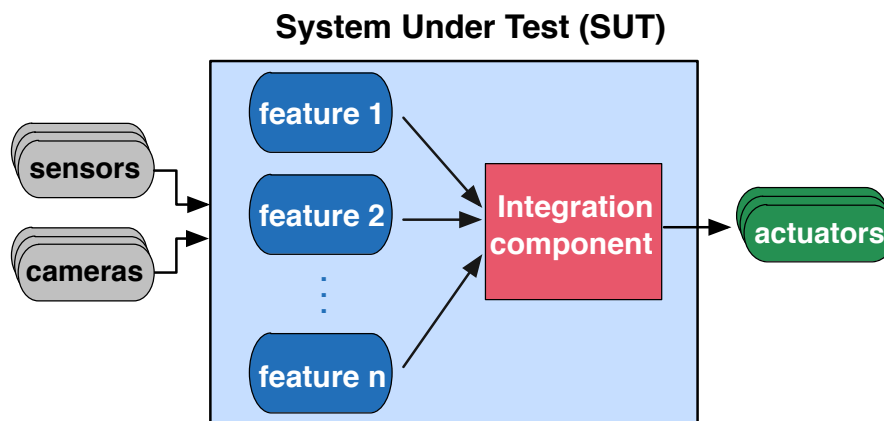 System Under Test (SUT)
feature 1
sensors
feature 2
Integration
component
actuators
cameras
feature n